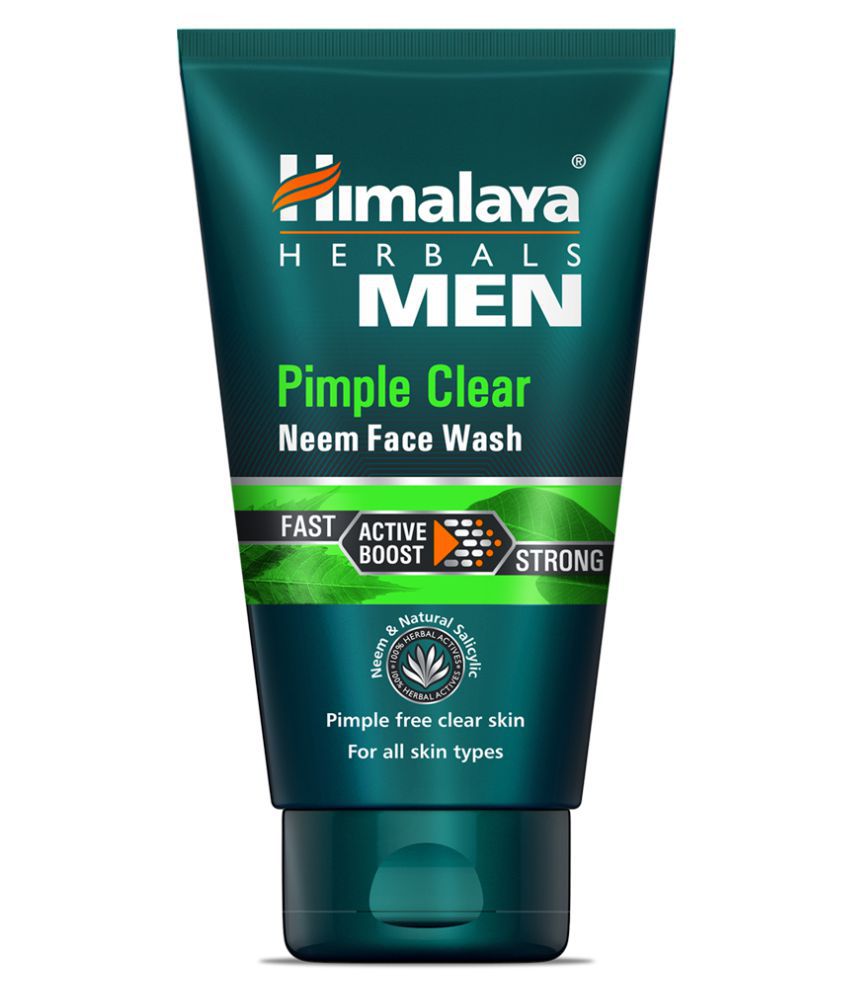 Himalaya®
HERBALS
MEN
Pimple Clear
Neem Face Wash
FAST
ACTIVE
BOOST
STRONG
Neem & Natural Salicylic
100% HERBAL ACTIVES
100% HERBAL ACTIVES
Pimple free clear skin
For all skin types